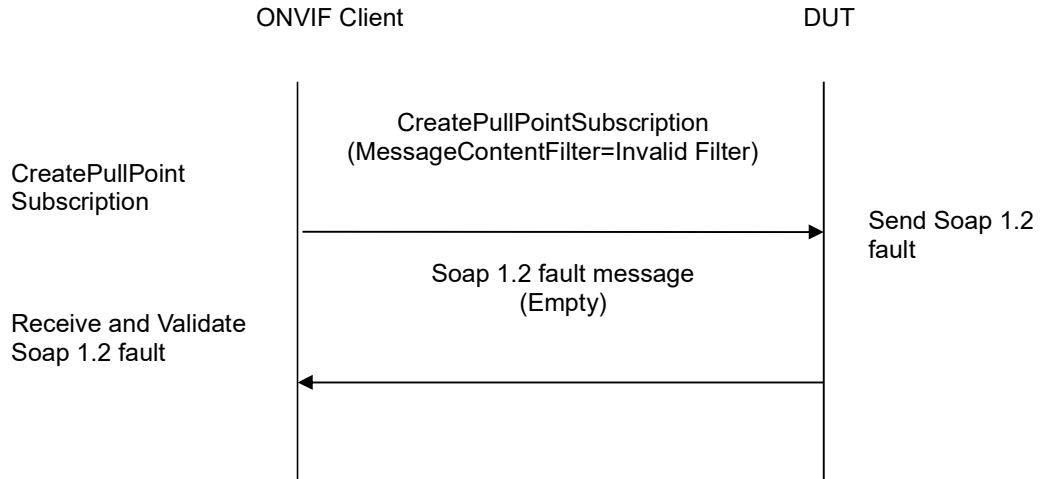 ONVIF Client
DUT
CreatePullPointSubscription
(MessageContentFilter=Invalid Filter)
CreatePullPoint
Subscription
Send Soap 1.2
fault
Soap 1.2 fault message
(Empty)
Receive and Validate
Soap 1.2 fault